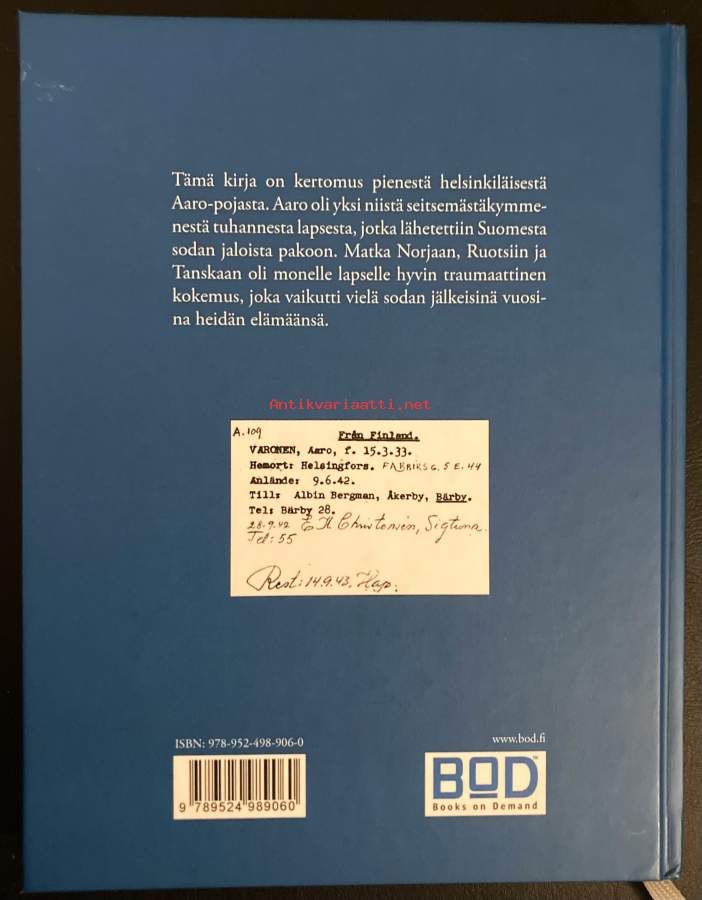 Tämä kirja on kertomus pienestä helsinkiläisestä
Aaro-pojasta. Aaro oli yksi niistä seitsemästäkymme-
nestä tuhannesta lapsesta, jotka lähetettiin Suomesta
sodan jaloista pakoon. Matka Norjaan, Ruotsiin ja
Tanskaan oli monelle lapselle hyvin traumaattinen
kokemus, joka vaikutti vielä sodan jälkeisinä vuosi-
na heidän elämäänsä.
Antikvariaatti.net
A.109
Från Finland.
VARONEN, Aaro, f. 15.3.33.
Hemort: Helsingfors. FABRIKSG. 5 E. 44
Anlände: 9.6.42.
Till: Albin Bergman, Åkerby, Bärby.
Tel: Bärby 28.
28.9.42 Christensen, Sigtuna.
Tel: 55
Rest: 14.9.43. Hap.
ISBN: 978-952-498-906-0
9 789524 989060
www.bod.fi
BOD™
Books on Demand